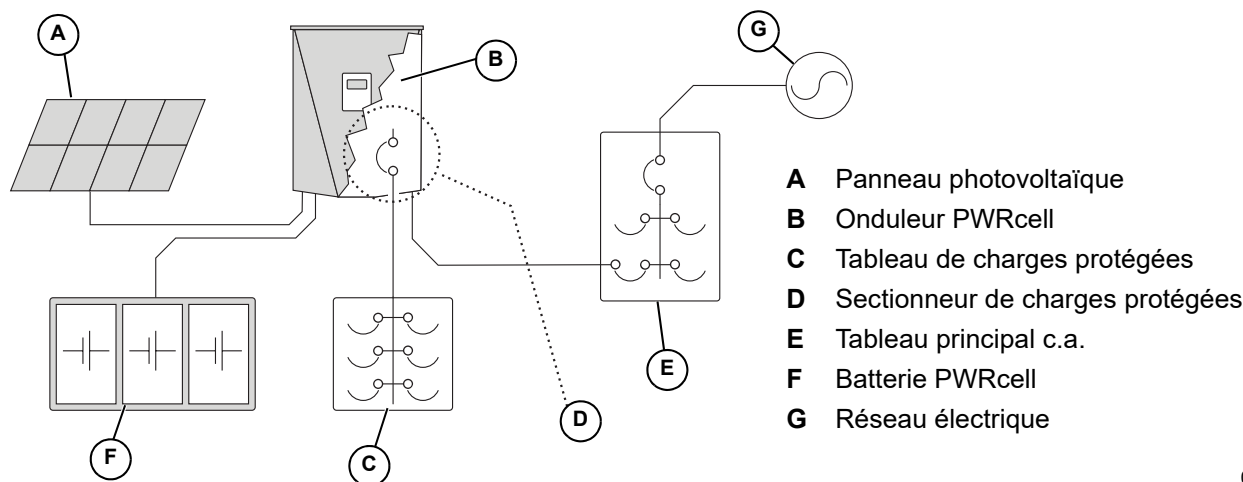 A
B
G
A Panneau photovoltaïque
B Onduleur PWRcell
C Tableau de charges protégées
D Sectionneur de charges protégées
E Tableau principal c.a.
F Batterie PWRcell
G Réseau électrique
E
D
F
C